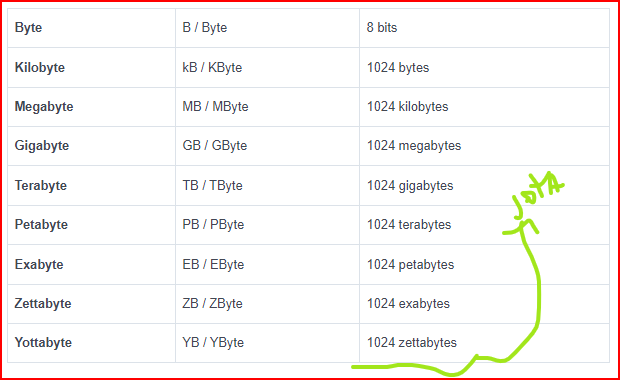 Byte B / Byte 8 bits
Kilobyte kB / KByte 1024 bytes
Megabyte MB / MByte 1024 kilobytes
Gigabyte GB / GByte 1024 megabytes
Terabyte TB / TByte 1024 gigabytes
Petabyte PB / PByte 1024 terabytes
Exabyte EB / EByte 1024 petabytes
Zettabyte ZB / ZByte 1024 exabytes
Yottabyte YB / YByte 1024 zettabytes